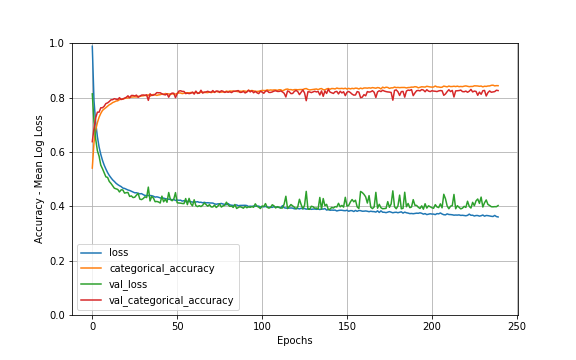 1.0
0.8
0.6
0.4
0.2
0.0
Accuracy - Mean Log Loss
loss
categorical_accuracy
val_loss
val_categorical_accuracy
0 50 100 150 200 250
Epochs